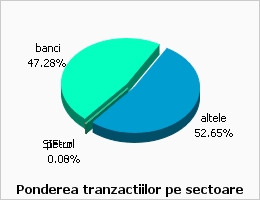 banci
47.28%
altele
52.65%
0.08%
Ponderea tranzactiilor pe sectoare